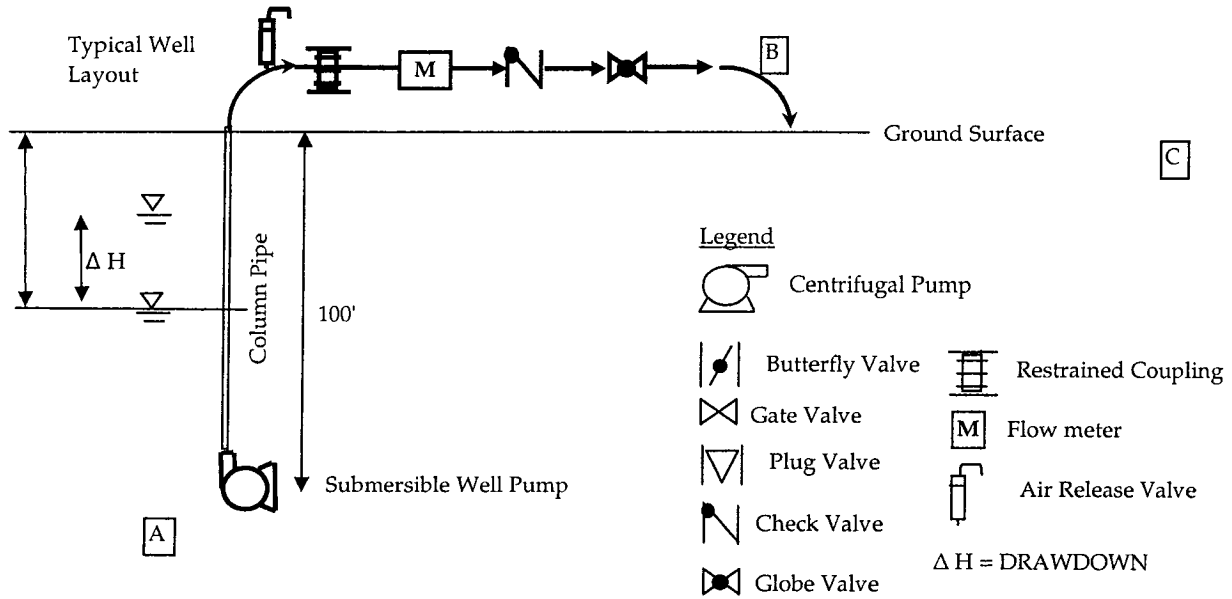 Typical Well
Layout
M
B
Ground Surface
C
Δ H
Column Pipe
100'
Submersible Well Pump
A
Legend
Centrifugal Pump
Butterfly Valve
Gate Valve
Plug Valve
Check Valve
Globe Valve
Restrained Coupling
M Flow meter
Air Release Valve
Δ H = DRAWDOWN